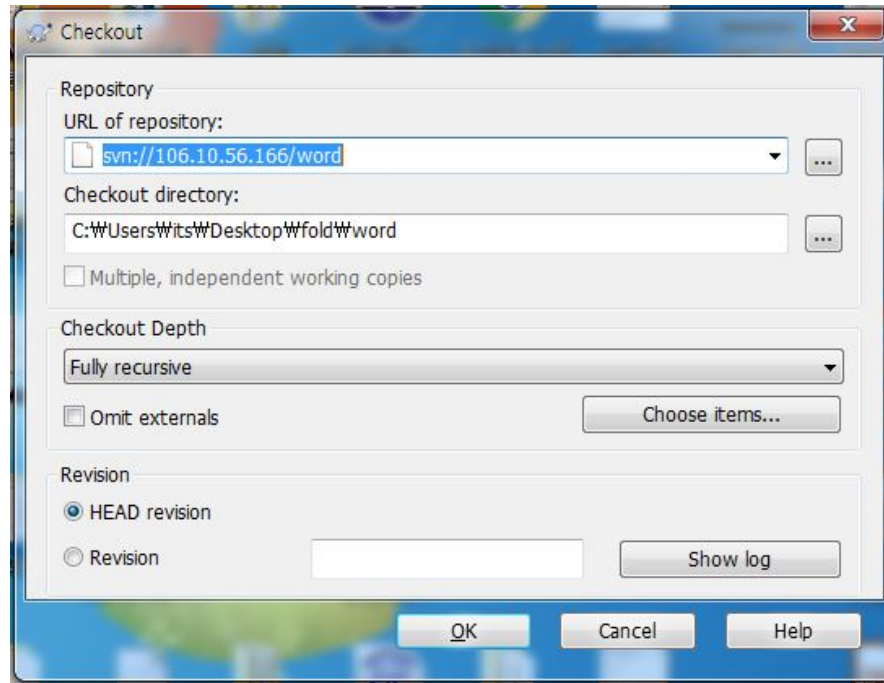 Checkout
Repository
URL of repository:
svn://106.10.56.166/word
...
Checkout directory:
C:₩Users₩its₩Desktop₩fold₩word
...
Multiple, independent working copies
Checkout Depth
Fully recursive
Omit externals
Choose items...
Revision
HEAD revision
Revision
Show log
OK
Cancel
Help